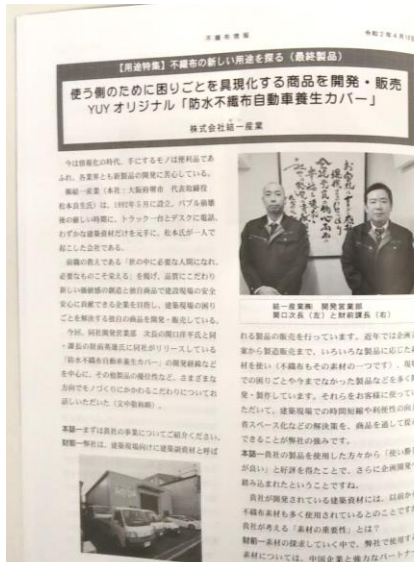 不織布情報
令和2年4月10
【用途特集】不織布の新しい用途を探る（最終製品）
使う側のために困りごとを具現化する商品を開発・販売
YUYオリジナル「防水不織布自動車養生カバー」
株式会社結一産業
今は情報化の時代、手にするモノは便利品であ
ふれ、各業界とも新製品の開発に苦心している。
㈱結一産業（本社：大阪府堺市 代表取締役
松本良生氏）は、1992年5月に設立。バブル崩壊
後の厳しい時間に、トラック一台とデスクに電話、
わずかな建築資材だけを元手に、松本氏が一人で
起こした会社である。
前職の教えである「世の中に必要な人間になれ、
必要なものこそ栄える」を掲げ、品質にこだわり
新しい価値感の創造と独自商品で建設現場の安全
安心に貢献できる企業を目指し、建築現場の困り
ごとを解決する独自の商品を開発・販売している。
今回、同社開発営業部 次長の関口洋平氏と同
・課長の財前英雄氏に同社がリリースしている
「防水不織布自動車養生カバー」の開発経緯など
を中心に、その他製品の優位性など、さまざまな
方向でモノづくりにかかわるこだわりについてお
話しいただいた（文中敬称略）。
本誌―まずは貴社の事業についてご紹介ください。
財前―弊社は、建築現場向けに建築副資材と呼ば
結一産業㈱ 開発営業部
関口次長（左）と財前課長（右）
れる製品の販売を行っています。近年では企画立
案から製造販売まで、いろいろな製品に応じた素
材を使い（不織布もその素材の一つです）、現場
での困りごとや今までなかった製品などを多く開
発・製作しています。それらをお客様に使ってい
ただいて、建築現場での時間短縮や利便性の向
省スペース化などの解決策を、商品を通して提
できることが弊社の強みです。
本誌―貴社の製品を使用した方々から「使い勝手
が良い」と好評を得たことで、さらに企画開発
組み込まれたということですね。
貴社が開発されている建築資材には、以前か
不織布素材も多く使用されているとのことです
貴社が考える「素材の重要性」とは？
財前―素材の探求していく中で、弊社で使用す
素材については、中国企業と強力なパートナ